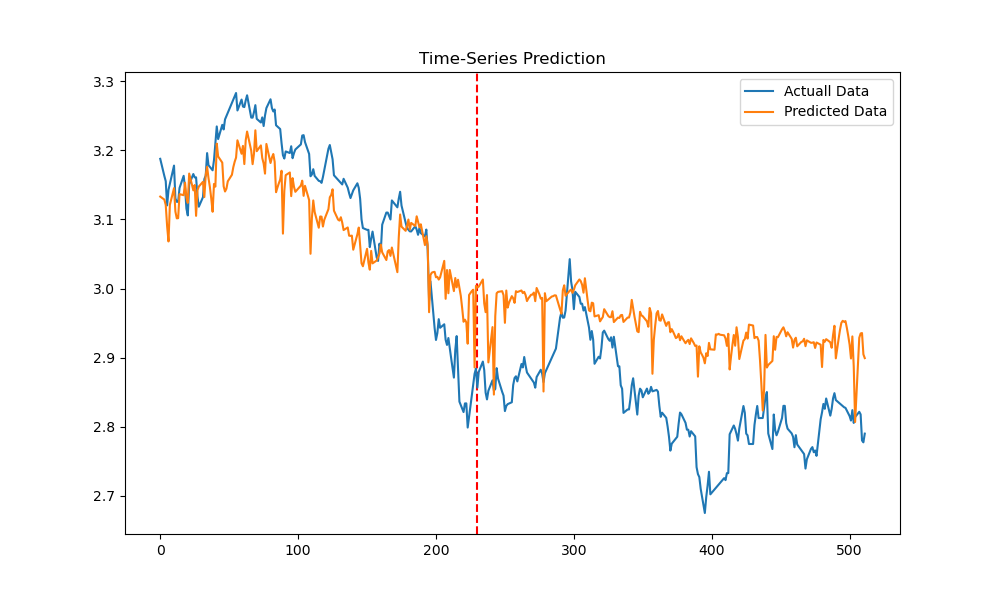 Time-Series Prediction
Actuall Data
Predicted Data
3.3
3.2
3.1
3.0
2.9
2.8
2.7
0 100 200 300 400 500